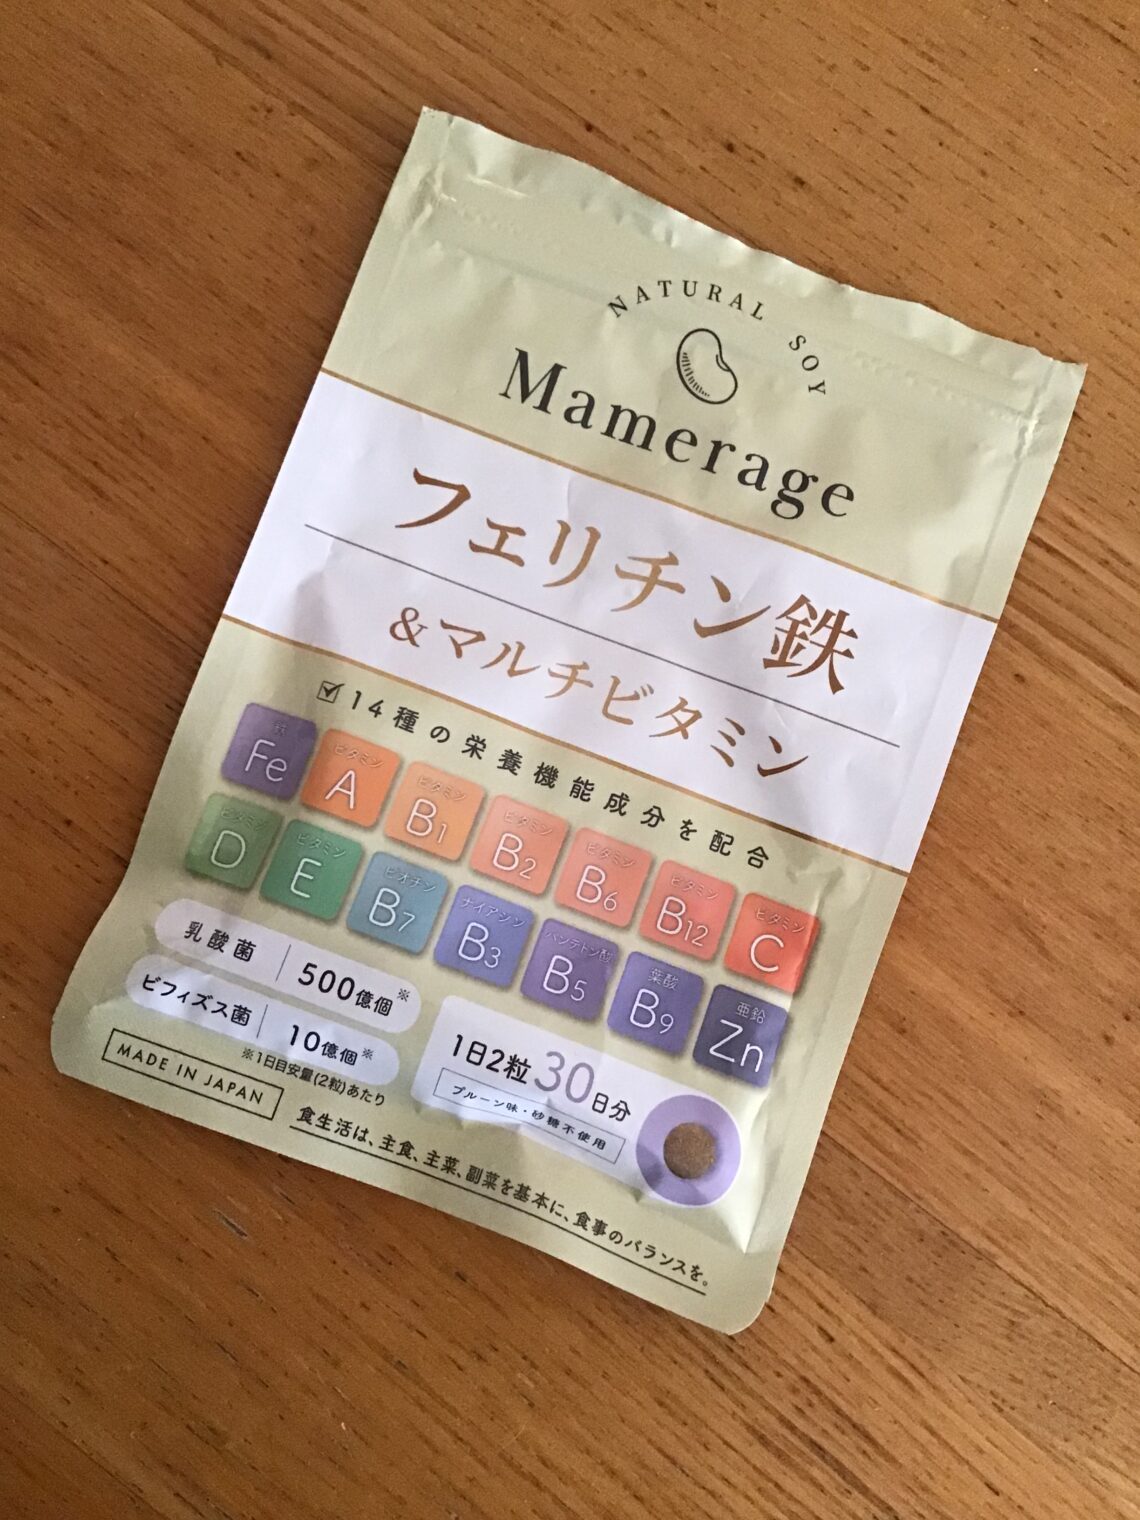 NATURAL SOY
Mamerage
フェリチン鉄
&マルチビタミン
☑14種の栄養機能成分を配合
鉄 Fe
ビタミン A
ビタミン B1
ビタミン B2
ビタミン B6
ビタミン B12
ビタミン C
ビタミン D
ビタミン E
ビオチン B7
ナイアシン B3
パンテトン酸 B5
葉酸 B9
亜鉛 Zn
乳酸菌 500億個※
ビフィズス菌 10億個※
※1日目安量(2粒)あたり
1日2粒30日分
プルーン味・砂糖不使用
MADE IN JAPAN
食生活は、主食、主菜、副菜を基本に、食事のバランスを。